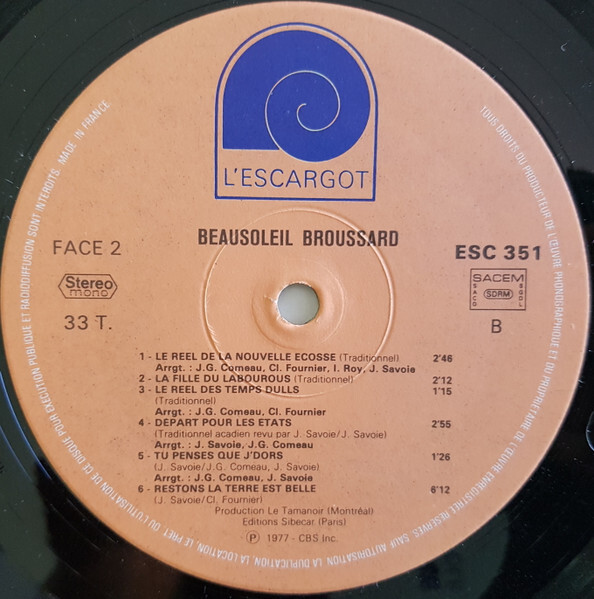 L'ESCARGOT
BEAUSOLEIL BROUSSARD
FACE 2
ESC 351
Stereo
mono
SACEM
SACD
SDRM
SGDL
33 T.
B
1 - LE REEL DE LA NOUVELLE ECOSSE (Traditionnel) 2'46
Arrgt. : J.G. Comeau, Cl. Fournier, I. Roy, J. Savoie
2 - LA FILLE DU LABOUROUS (Traditionnel) 2'12
3 - LE REEL DES TEMPS DULLS 1'15
(Traditionnel)
Arrgt. : J.G. Comeau, Cl. Fournier
4 - DEPART POUR LES ETATS 2'55
(Traditionnel acadien revu par J. Savoie/J. Savoie)
Arrgt. : J. Savoie, J.G. Comeau
5 - TU PENSES QUE J'DORS 1'26
(J. Savoie/J.G. Comeau, J. Savoie)
Arrgt. : J.G. Comeau, J. Savoie
6 - RESTONS LA TERRE EST BELLE 6'12
(J. Savoie/Cl. Fournier)
Production Le Tamanoir (Montréal)
Editions Sibecar (Paris)
℗ 1977 - CBS Inc.
TOUS DROITS DU PRODUCTEUR DE L'ŒUVRE PHONOGRAPHIQUE ET DU PROPRIETAIRE DE L'ŒUVRE ENREGISTREE RESERVES. SAUF AUTORISATION, LA DUPLICATION, LA LOCATION, LE PRET OU L'UTILISATION DE CE DISQUE POUR EXECUTION PUBLIQUE ET RADIODIFFUSION SONT INTERDITS. MADE IN FRANCE.